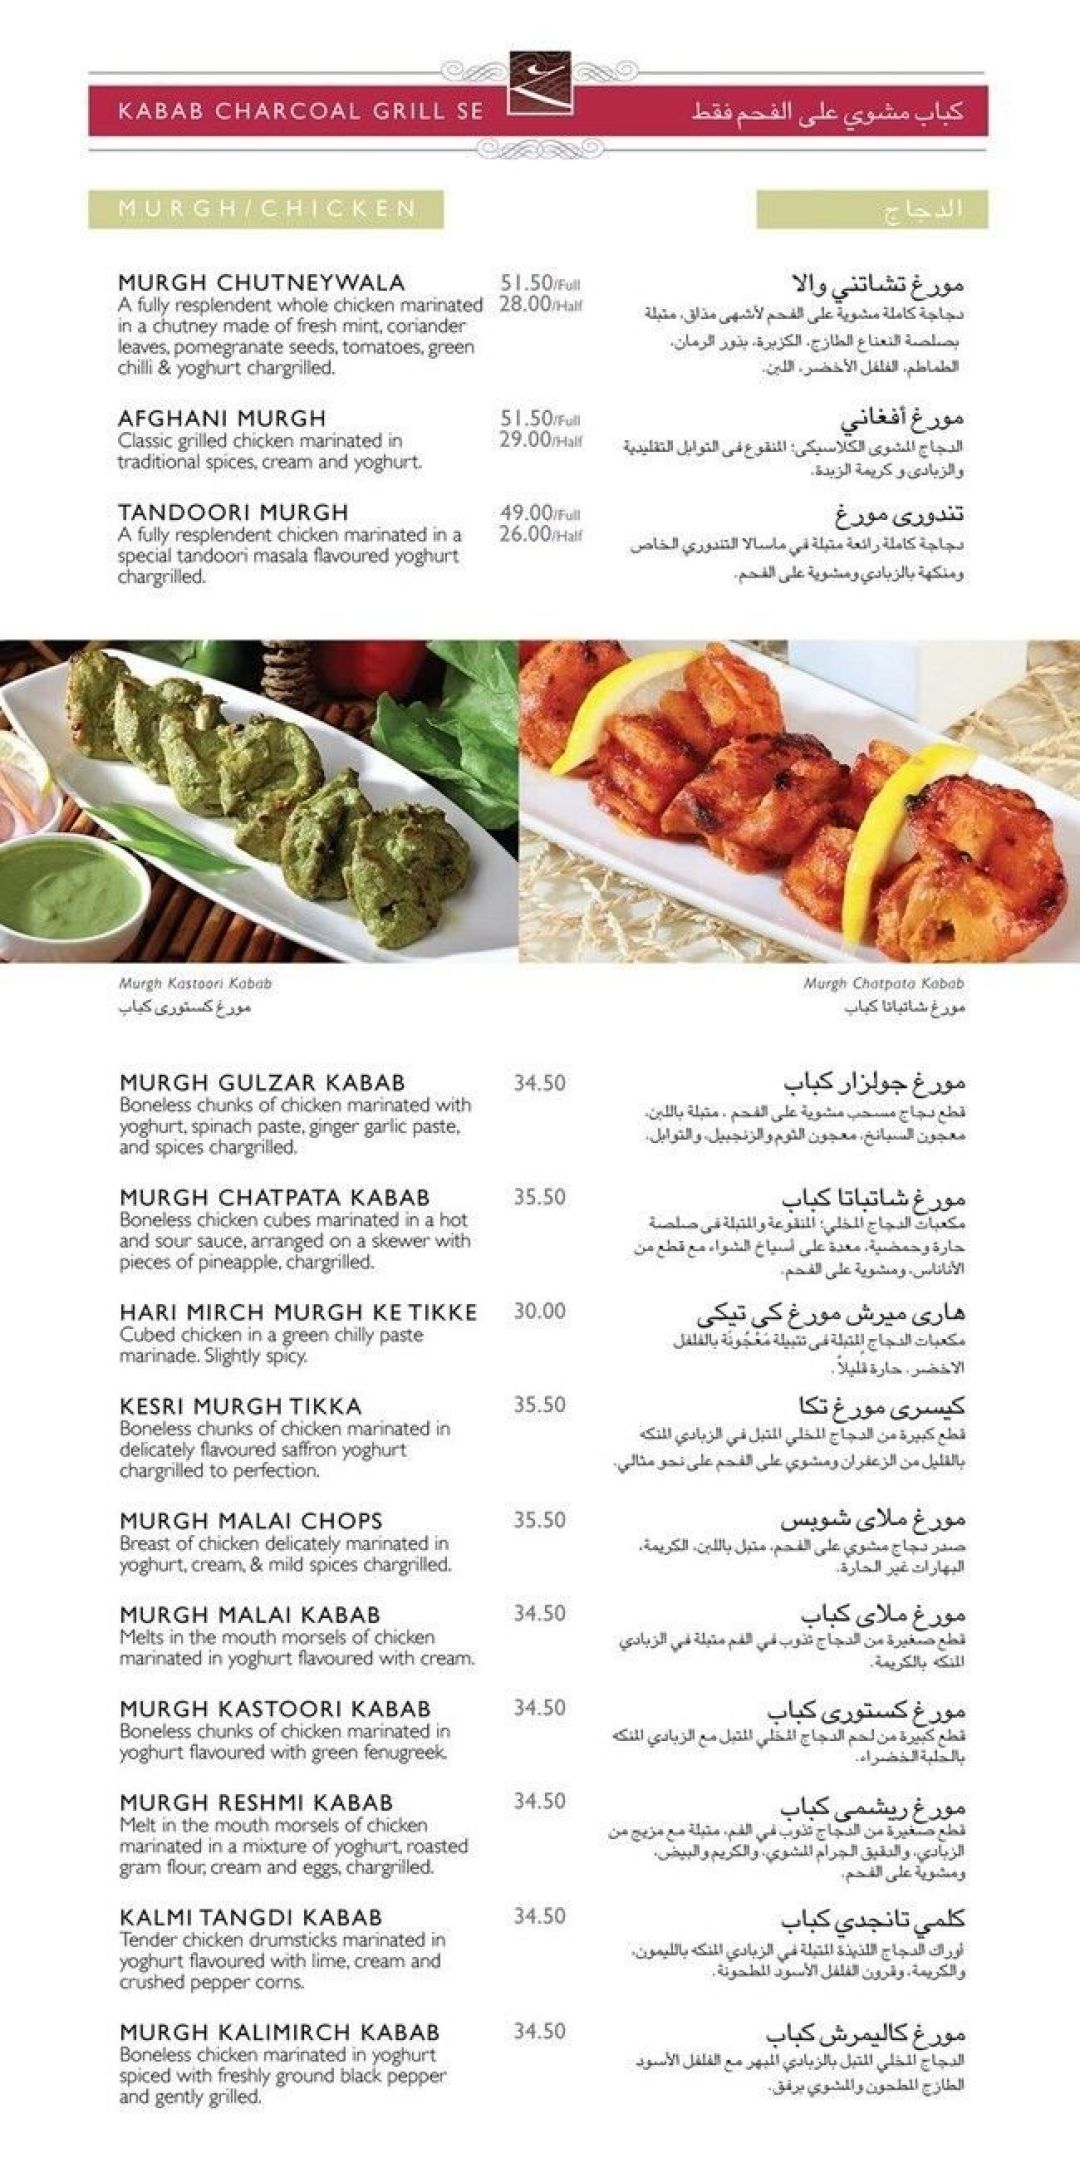 KABAB CHARCOAL GRILL SE
كباب مشوي على الفحم فقط
MURGH/CHICKEN
الدجاج
MURGH CHUTNEYWALA
51.50/Full
28.00/Half
A fully resplendent whole chicken marinated
in a chutney made of fresh mint, coriander
leaves, pomegranate seeds, tomatoes, green
chilli & yoghurt chargrilled.
مورغ تشاتني والا
دجاجة كاملة مشوية على الفحم لأشهى مذاق، متبلة
بصلصة النعناع الطازج، الكزبرة، بذور الرمان،
الطماطم، الفلفل الأخضر، اللبن.
AFGHANI MURGH
51.50/Full
29.00/Half
Classic grilled chicken marinated in
traditional spices, cream and yoghurt.
مورغ أفغاني
الدجاج المشوى الكلاسيكى؛ المنقوع فى التوابل التقليدية
والزبادى و كريمة الزبدة.
TANDOORI MURGH
49.00/Full
26.00/Half
A fully resplendent chicken marinated in a
special tandoori masala flavoured yoghurt
chargrilled.
تندورى مورغ
دجاجة كاملة رائعة متبلة في ماسالا التندوري الخاص
ومنكهة بالزبادي ومشوية على الفحم.
Murgh Kastoori Kabab
مورغ كستورى كباب
Murgh Chatpata Kabab
مورغ شاتباتا كباب
MURGH GULZAR KABAB
34.50
Boneless chunks of chicken marinated with
yoghurt, spinach paste, ginger garlic paste,
and spices chargrilled.
مورغ جولزار كباب
قطع دجاج مسحب مشوية على الفحم ، متبلة باللبن،
معجون السبانخ، معجون الثوم والزنجبيل، والتوابل.
MURGH CHATPATA KABAB
35.50
Boneless chicken cubes marinated in a hot
and sour sauce, arranged on a skewer with
pieces of pineapple, chargrilled.
مورغ شاتباتا كباب
مكعبات الدجاج المخلي؛ المنقوعة والمتبلة فى صلصة
حارة وحمضية، معدة على أسياخ الشواء مع قطع من
الأناناس، ومشوية على الفحم.
HARI MIRCH MURGH KE TIKKE
30.00
Cubed chicken in a green chilly paste
marinade. Slightly spicy.
هارى ميرش مورغ كى تيكى
مكعبات الدجاج المتبلة فى تتبيلة مَعْجُونَة بالفلفل
الاخضر. حارة قليلاً.
KESRI MURGH TIKKA
35.50
Boneless chunks of chicken marinated in
delicately flavoured saffron yoghurt
chargrilled to perfection.
كيسرى مورغ تكا
قطع كبيرة من الدجاج المخلي المتبل في الزبادي المنكه
بالقليل من الزعفران ومشوي على الفحم على نحو مثالي.
MURGH MALAI CHOPS
35.50
Breast of chicken delicately marinated in
yoghurt, cream, & mild spices chargrilled.
مورغ ملاى شوبس
صدر دجاج مشوي على الفحم، متبل باللبن، الكريمة،
البهارات غير الحارة.
MURGH MALAI KABAB
34.50
Melts in the mouth morsels of chicken
marinated in yoghurt flavoured with cream.
مورغ ملاى كباب
قطع صغيرة من الدجاج تذوب في الفم متبلة في الزبادي
المنكه بالكريمة.
MURGH KASTOORI KABAB
34.50
Boneless chunks of chicken marinated in
yoghurt flavoured with green fenugreek.
مورغ كستورى كباب
قطع كبيرة من لحم الدجاج المخلي المتبل مع الزبادي المنكه
بالحلبة الخضراء.
MURGH RESHMI KABAB
34.50
Melt in the mouth morsels of chicken
marinated in a mixture of yoghurt, roasted
gram flour, cream and eggs, chargrilled.
مورغ ريشمى كباب
قطع صغيرة من الدجاج تذوب في الفم، متبلة مع مزيج من
الزبادي، والدقيق الجرام المشوي، والكريم والبيض،
ومشوية على الفحم.
KALMI TANGDI KABAB
34.50
Tender chicken drumsticks marinated in
yoghurt flavoured with lime, cream and
crushed pepper corns.
كلمي تانجدي كباب
أوراك الدجاج اللذيذة المتبلة في الزبادي المنكه بالليمون،
والكريمة، وقرون الفلفل الأسود المطحونة.
MURGH KALIMIRCH KABAB
34.50
Boneless chicken marinated in yoghurt
spiced with freshly ground black pepper
and gently grilled.
مورغ كاليمرش كباب
الدجاج المخلي المتبل بالزبادي المبهر مع الفلفل الأسود
الطازج المطحون والمشوي برفق.